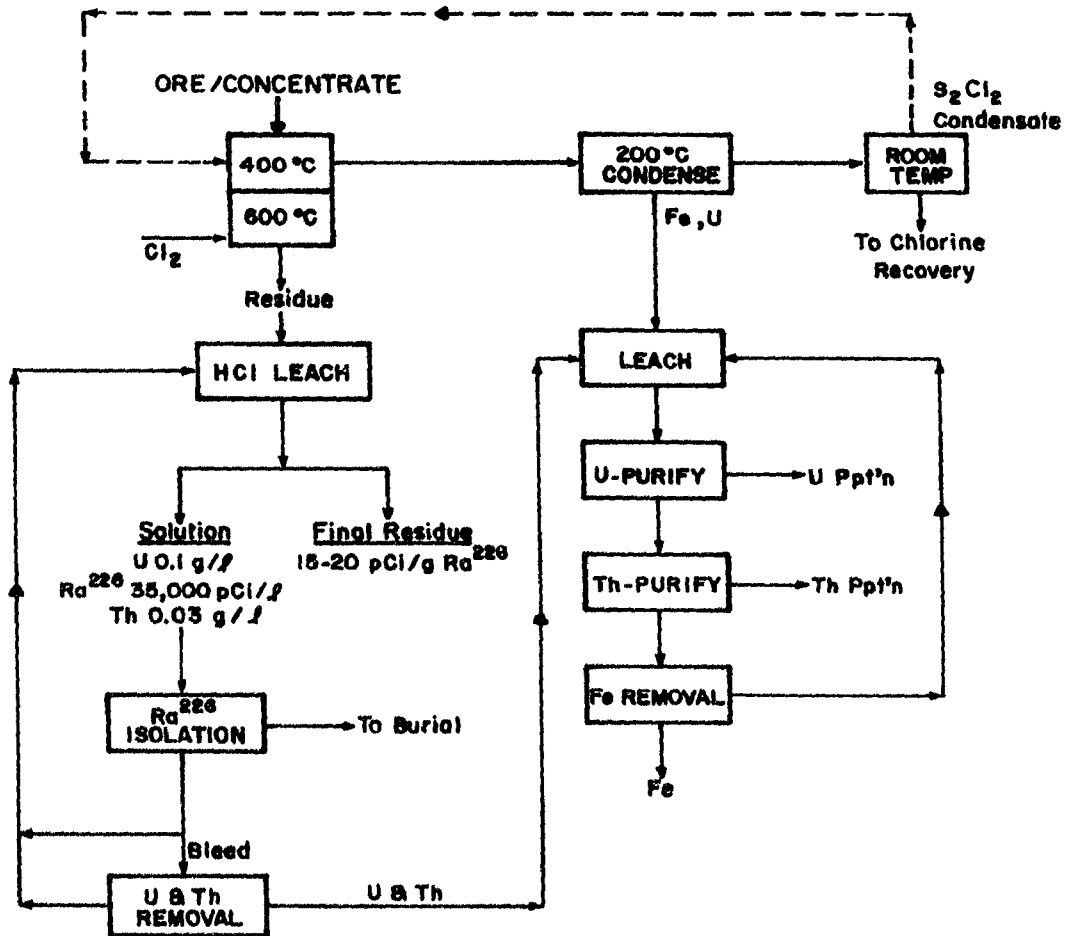 S₂Cl₂
Condensate
ORE/CONCENTRATE
400°C
600°C
Cl₂
200°C
CONDENSE
ROOM
TEMP
Fe, U
To Chlorine
Recovery
Residue
HCl LEACH
LEACH
U-PURIFY
U Ppt'n
Solution
U 0.1 g/l
Ra²²⁶ 35,000 pCi/l
Th 0.03 g/l
Final Residue
15-20 pCi/g Ra²²⁶
Th-PURIFY
Th Ppt'n
Fe REMOVAL
Fe
Ra²²⁶
ISOLATION
To Burial
Bleed
U & Th
REMOVAL
U & Th